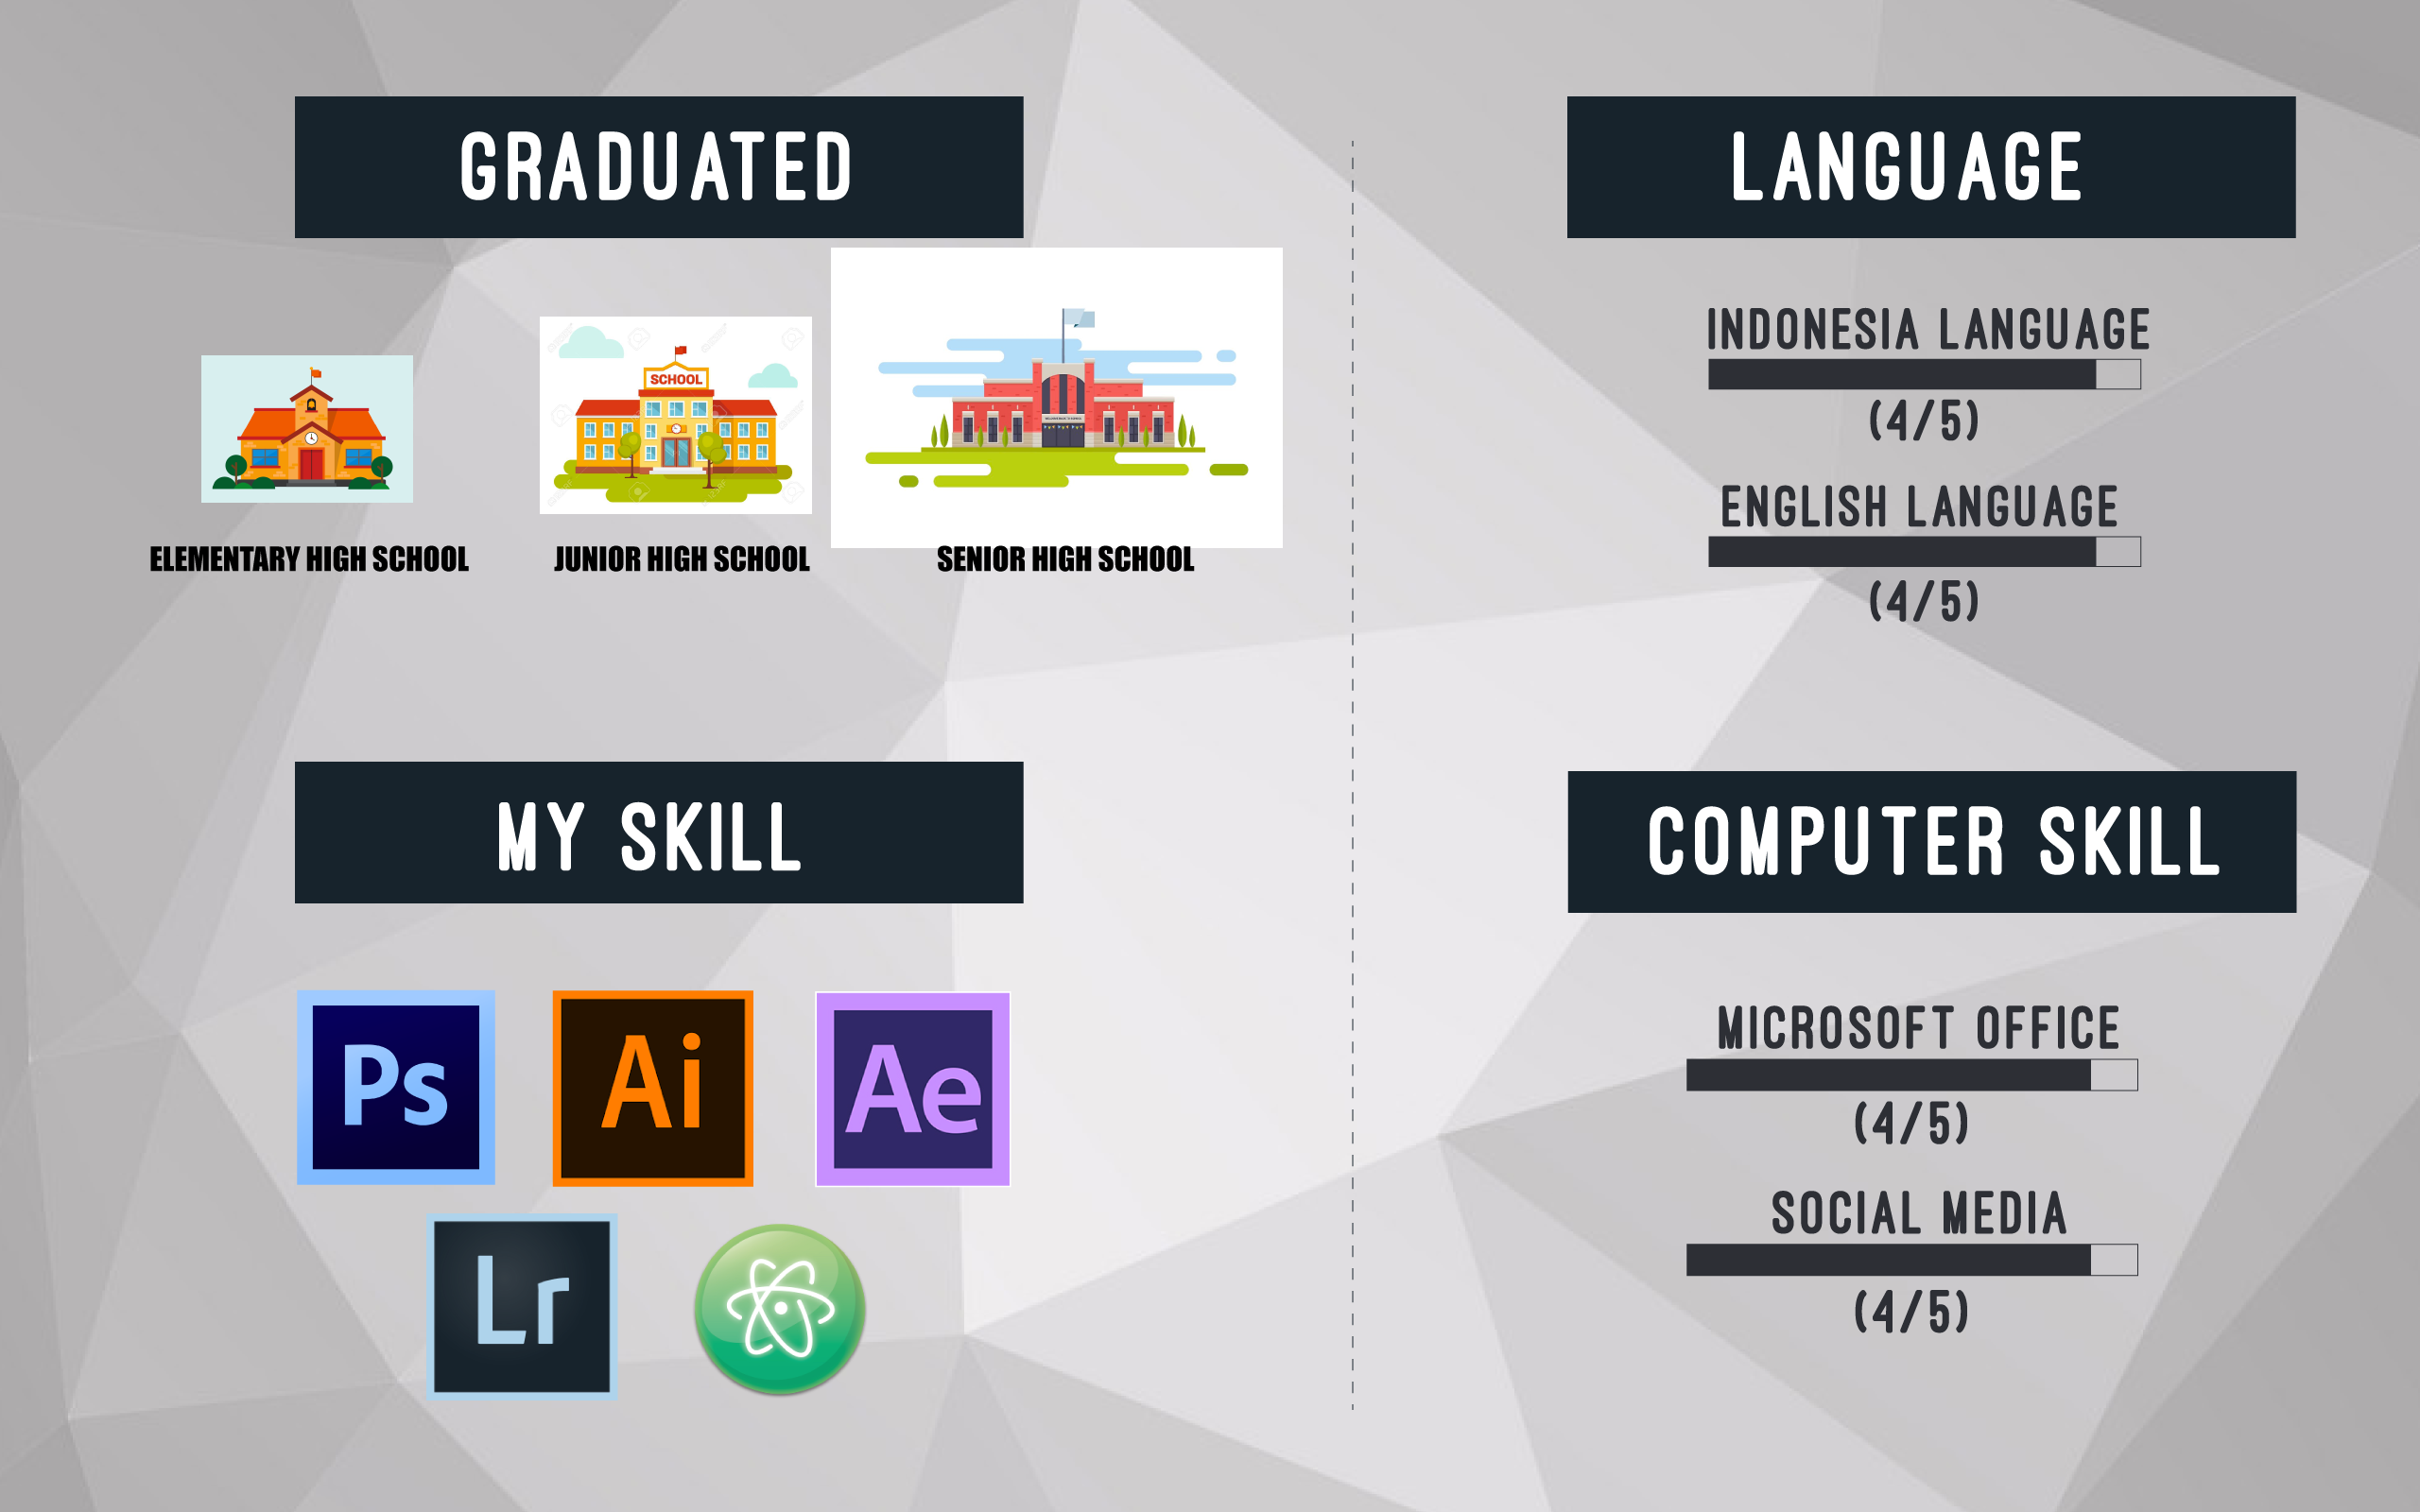 GRADUATED
SCHOOL
ELEMENTARY HIGH SCHOOL
JUNIOR HIGH SCHOOL
SENIOR HIGH SCHOOL
MY SKILL
Ps
Ai
Ae
Lr
LANGUAGE
INDONESIA LANGUAGE
(4/5)
ENGLISH LANGUAGE
(4/5)
COMPUTER SKILL
MICROSOFT OFFICE
(4/5)
SOCIAL MEDIA
(4/5)